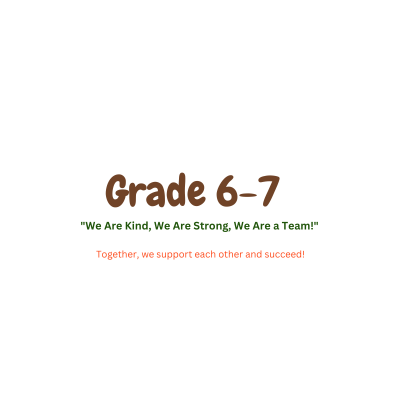 Grade 6–7
"We Are Kind, We Are Strong, We Are a Team!"
Together, we support each other and succeed!